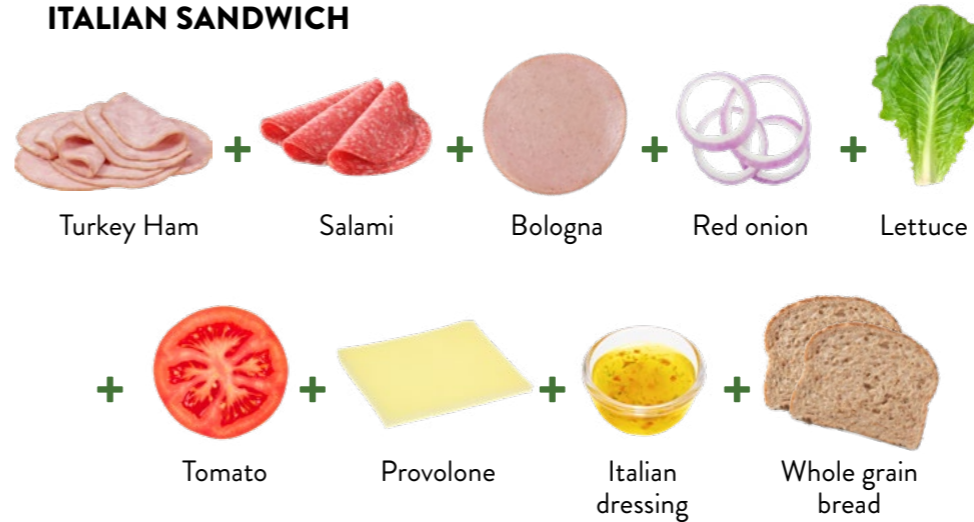 ITALIAN SANDWICH
+ + + +
Turkey Ham Salami Bologna Red onion Lettuce
+ + + +
Tomato Provolone Italian dressing Whole grain bread